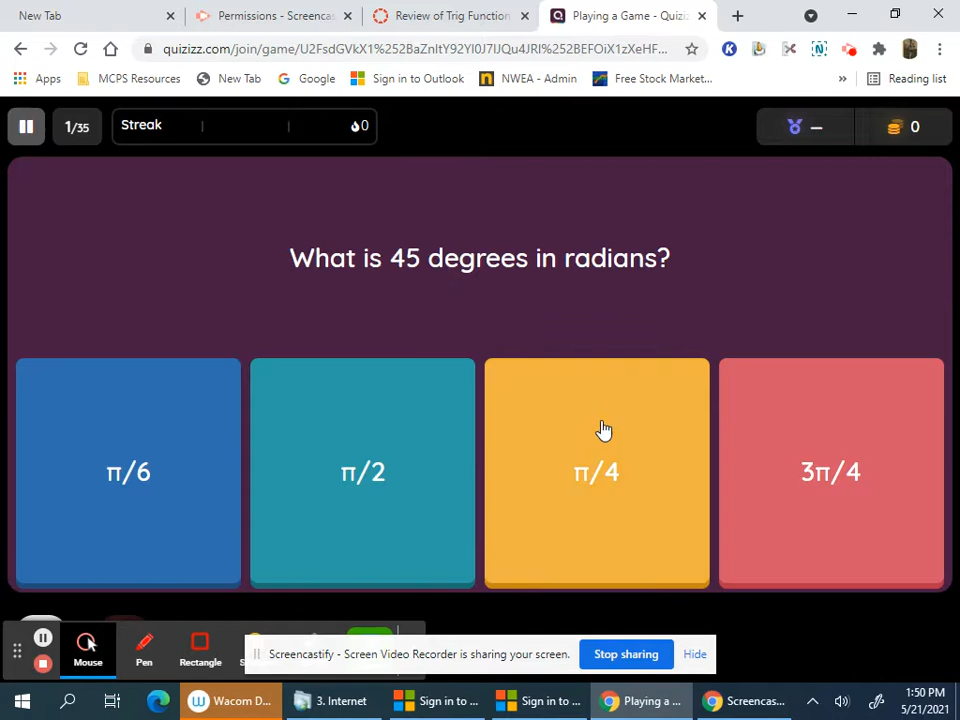 New Tab
Permissions - Screencas
Review of Trig Function
Playing a Game - Quiziz
quizizz.com/join/game/U2FsdGVkX1%252BaZnltY92Yl0J7lJQu4JRl%252BEFOiX1zXeHF...
Apps
MCPS Resources
New Tab
Google
Sign in to Outlook
NWEA - Admin
Free Stock Market...
»
Reading list
1/35
Streak
0
–
0
What is 45 degrees in radians?
π/6
π/2
π/4
3π/4
Mouse
Pen
Rectangle
Screencastify - Screen Video Recorder is sharing your screen.
Stop sharing
Hide
Wacom D...
3. Internet
Sign in to ...
Sign in to ...
Playing a ...
Screencas...
1:50 PM
5/21/2021